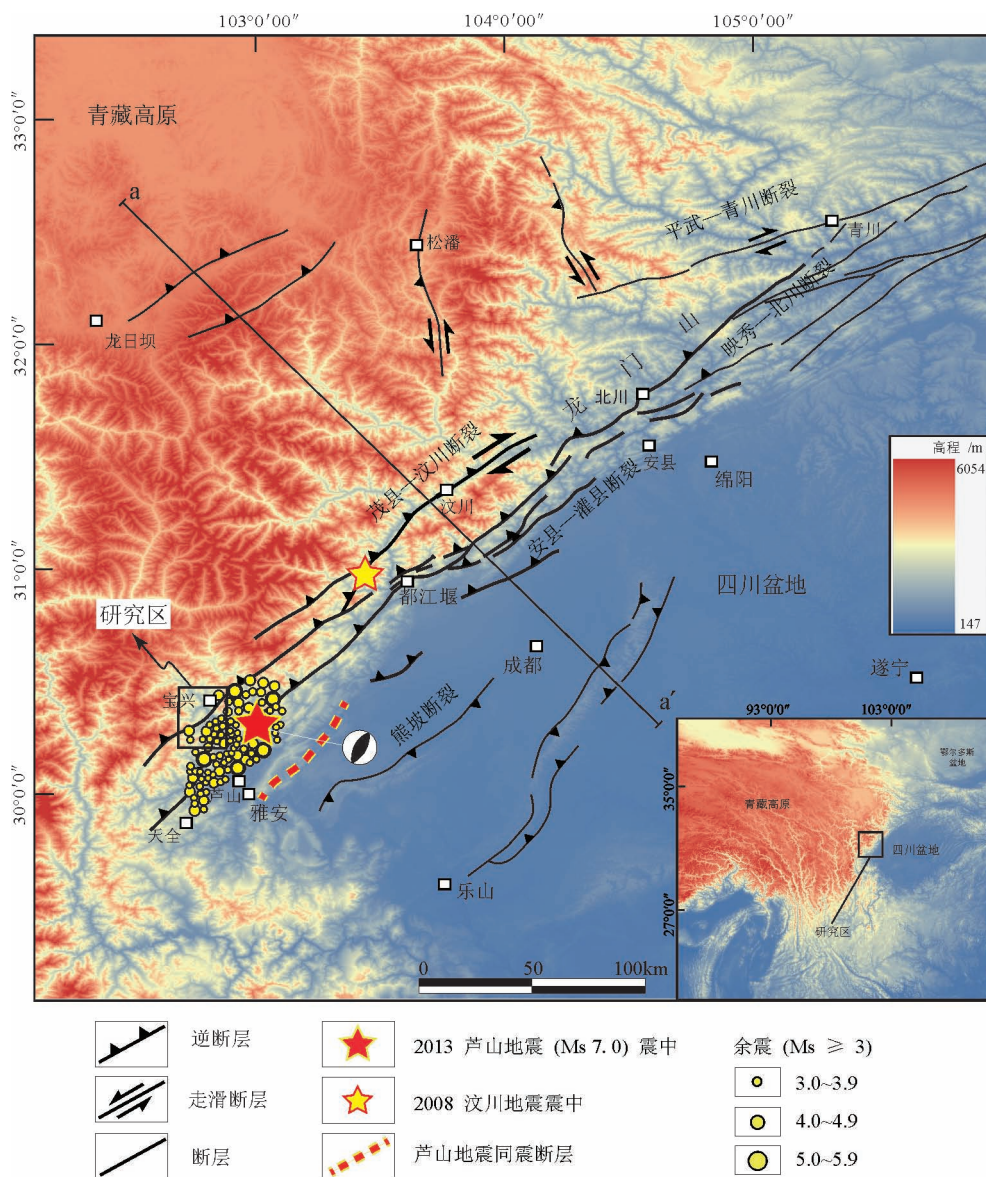 103°0′0″
104°0′0″
105°0′0″
33°0′0″
32°0′0″
31°0′0″
30°0′0″
青藏高原
a
松潘
平武—青川断裂
青川
龙日坝
龙门山
映秀—北川断裂
北川
茂县—汶川断裂
汶川
安县
绵阳
安县—灌县断裂
高程 /m
6054
147
都江堰
四川盆地
研究区
成都
遂宁
宝兴
a′
熊坡断裂
芦山
雅安
天全
乐山
0 50 100km
93°0′0″
103°0′0″
35°0′0″
27°0′0″
鄂尔多斯
盆地
青藏高原
四川盆地
研究区
逆断层
走滑断层
断层
2013 芦山地震 (Ms 7.0) 震中
2008 汶川地震震中
芦山地震同震断层
余震 (Ms ≥ 3)
3.0~3.9
4.0~4.9
5.0~5.9